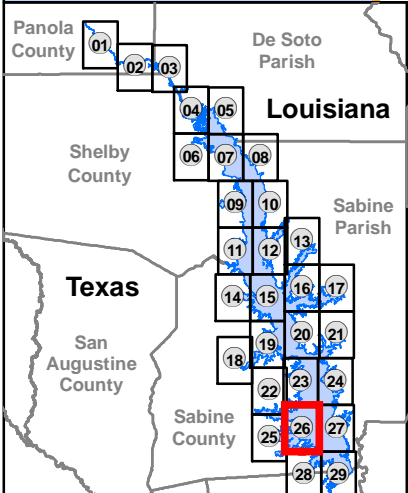 Panola
County
01
De Soto
Parish
02
03
04
05
Louisiana
Shelby
County
06
07
08
09
10
Sabine
Parish
11
12
13
Texas
14
15
16
17
San
Augustine
County
18
19
20
21
22
23
24
Sabine
County
25
26
27
28
29